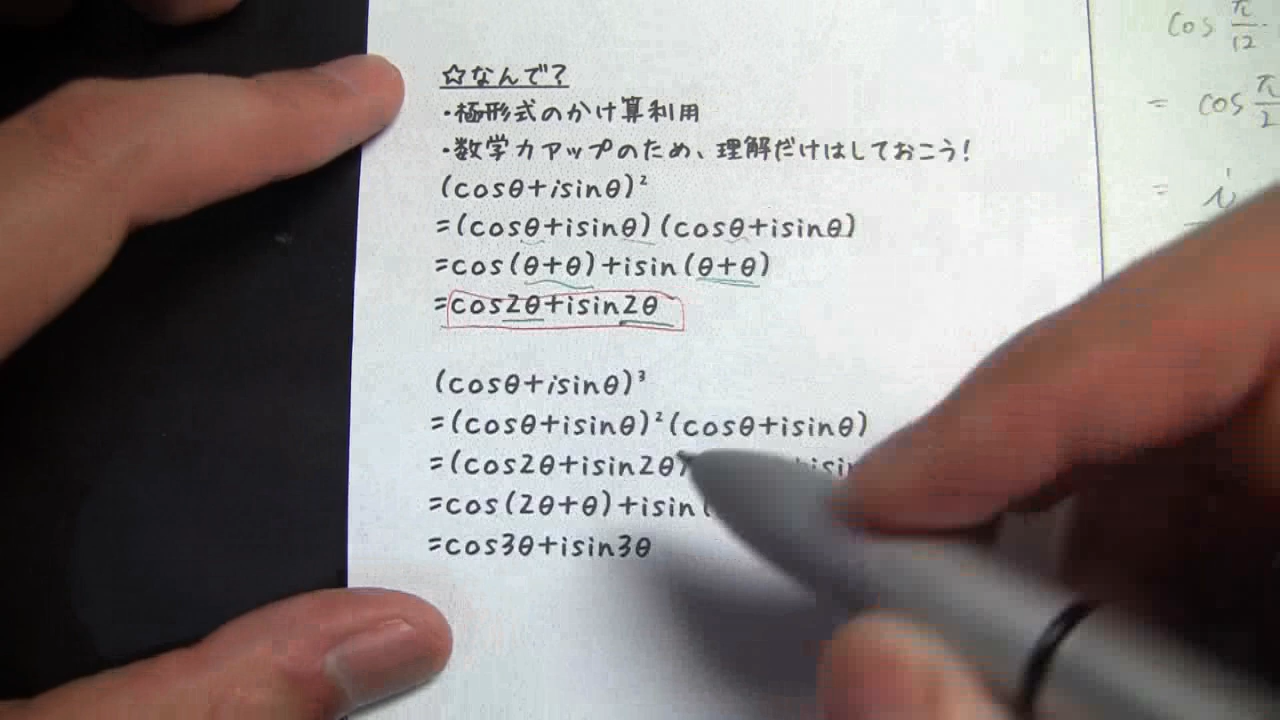 ☆なんで?
・極形式のかけ算利用
・数学力アップのため、理解だけはしておこう!
(cosθ+isinθ)²
=(cosθ+isinθ)(cosθ+isinθ)
=cos(θ+θ)+isin(θ+θ)
=cos2θ+isin2θ
(cosθ+isinθ)³
=(cosθ+isinθ)²(cosθ+isinθ)
=(cos2θ+isin2θ)
=cos(2θ+θ)+isin(
=cos3θ+isin3θ
cos π/12
= cos π/2
= i